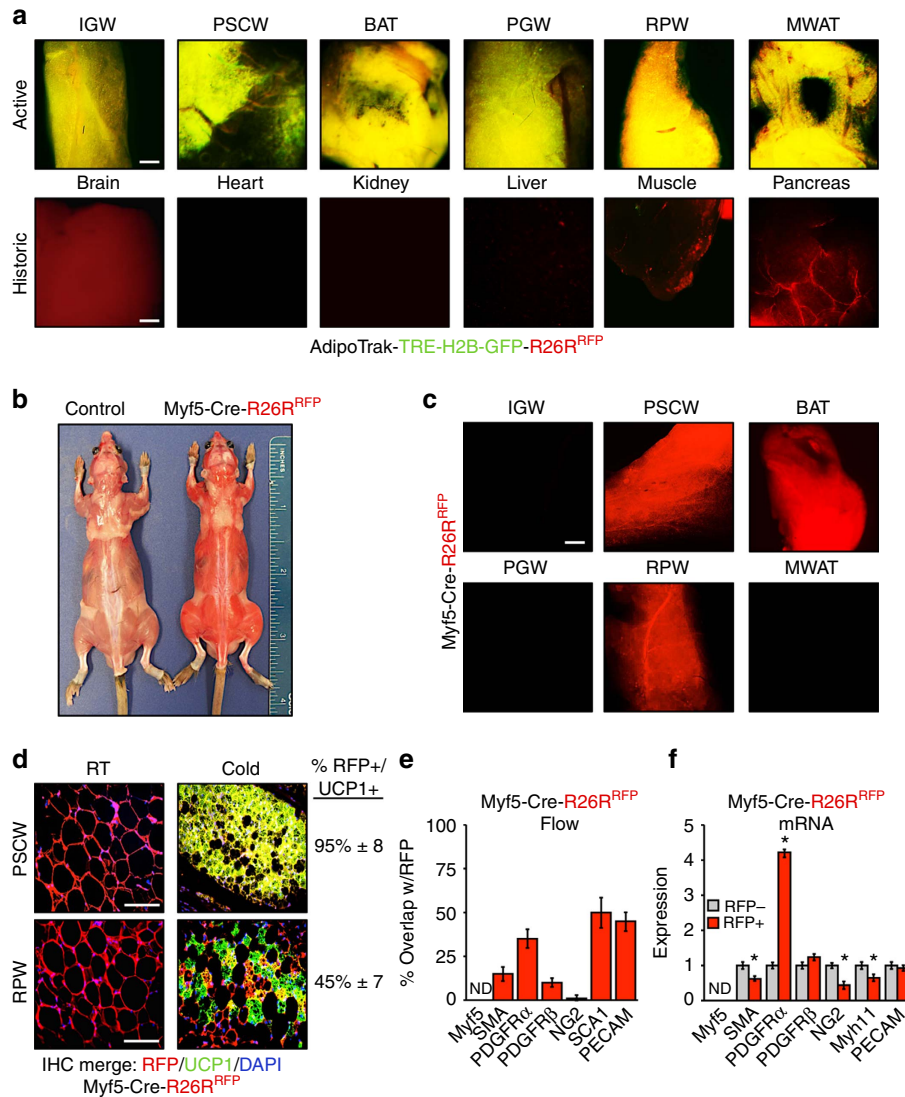 a
IGW PSCW BAT PGW RPW MWAT
Active
Brain Heart Kidney Liver Muscle Pancreas
Historic
AdipoTrak-TRE-H2B-GFP-R26R^RFP
b
Control Myf5-Cre-R26R^RFP
INCHES
1
2
3
4
c
IGW PSCW BAT
Myf5-Cre-R26R^RFP
PGW RPW MWAT
d
RT Cold % RFP+/
UCP1+
PSCW
95% ± 8
RPW
45% ± 7
IHC merge: RFP/UCP1/DAPI
Myf5-Cre-R26R^RFP
e
Myf5-Cre-R26R^RFP
Flow
% Overlap w/RFP
100
75
50
25
0
ND
Myf5 SMA PDGFRα PDGFRβ NG2 SCA1 PECAM
f
Myf5-Cre-R26R^RFP
mRNA
Expression
5
4
3
2
1
0
RFP−
RFP+
*
* * *
ND
Myf5 SMA PDGFRα PDGFRβ NG2 Myh11 PECAM